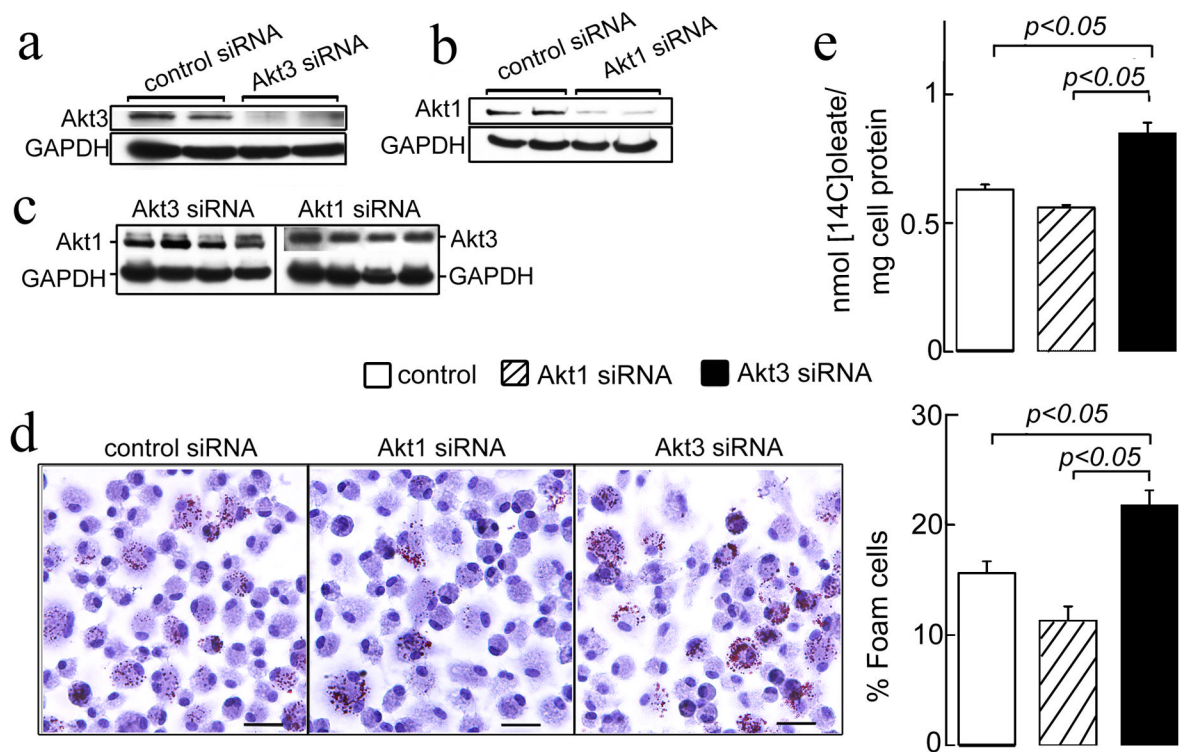 a
control siRNA
Akt3 siRNA
Akt3
GAPDH
b
control siRNA
Akt1 siRNA
Akt1
GAPDH
c
Akt3 siRNA
Akt1 siRNA
Akt1
Akt3
GAPDH
GAPDH
control
Akt1 siRNA
Akt3 siRNA
d
control siRNA
Akt1 siRNA
Akt3 siRNA
e
p<0.05
p<0.05
1
0.5
0
nmol [14C]oleate/
mg cell protein
p<0.05
p<0.05
30
20
10
0
% Foam cells